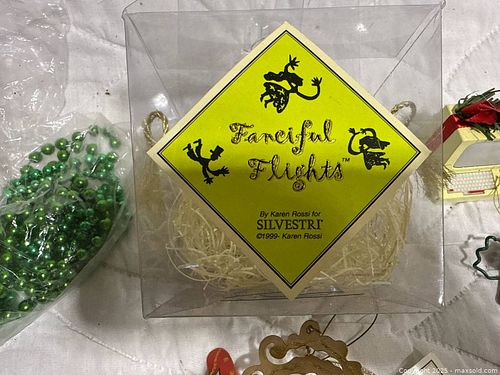 Fanciful
Flights™
By Karen Rossi for
SILVESTRI®
©1999- Karen Rossi
Copyright 2025 - maxsold.com